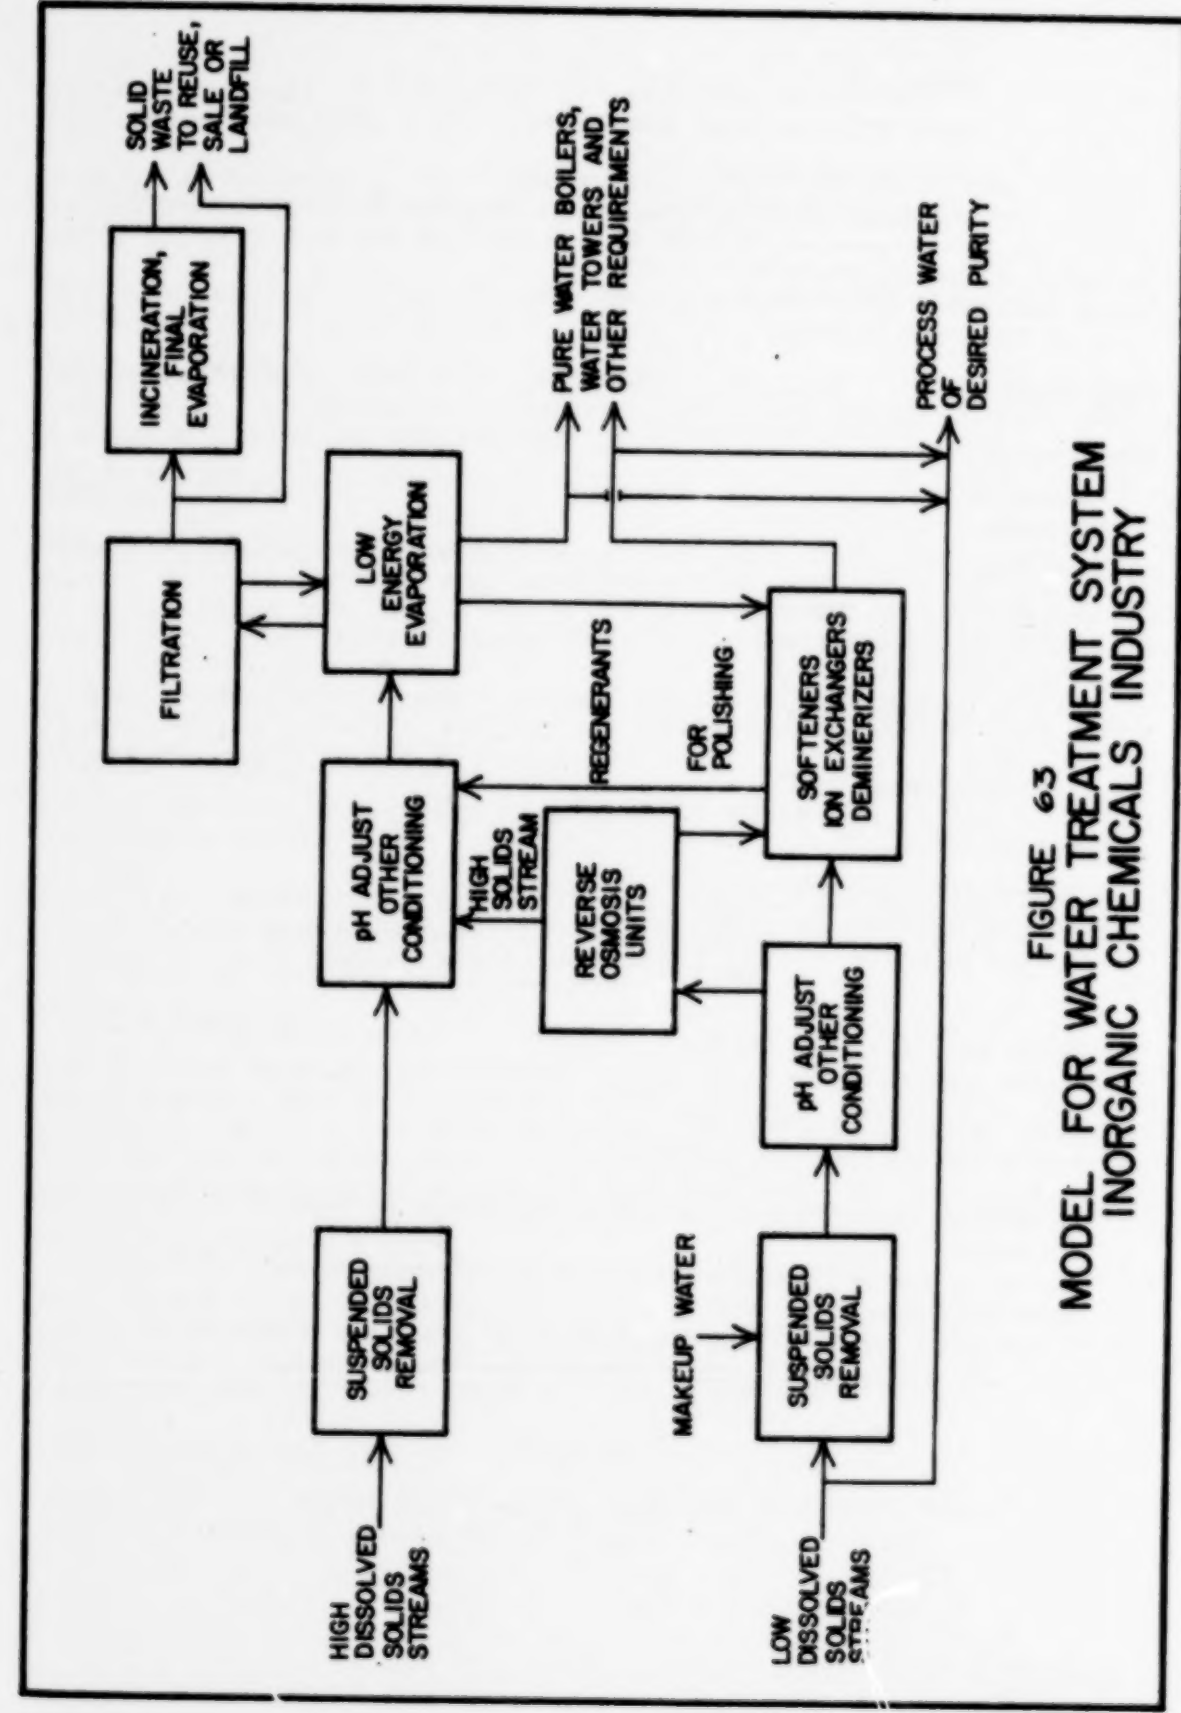 SOLID
WASTE
TO REUSE,
SALE OR
LANDFILL
INCINERATION,
FINAL
EVAPORATION
FILTRATION
LOW
ENERGY
EVAPORATION
PURE WATER BOILERS,
WATER TOWERS AND
OTHER REQUIREMENTS
PROCESS WATER
OF
DESIRED PURITY
pH ADJUST
OTHER
CONDITIONING
HIGH
SOLIDS
STREAM
REGENERANTS
FOR
POLISHING
REVERSE
OSMOSIS
UNITS
SOFTENERS
ION EXCHANGERS
DEMINERIZERS
SUSPENDED
SOLIDS
REMOVAL
HIGH
DISSOLVED
SOLIDS
STREAMS
MAKEUP WATER
pH ADJUST
OTHER
CONDITIONING
SUSPENDED
SOLIDS
REMOVAL
LOW
DISSOLVED
SOLIDS
STREAMS
FIGURE 63
MODEL FOR WATER TREATMENT SYSTEM
INORGANIC CHEMICALS INDUSTRY